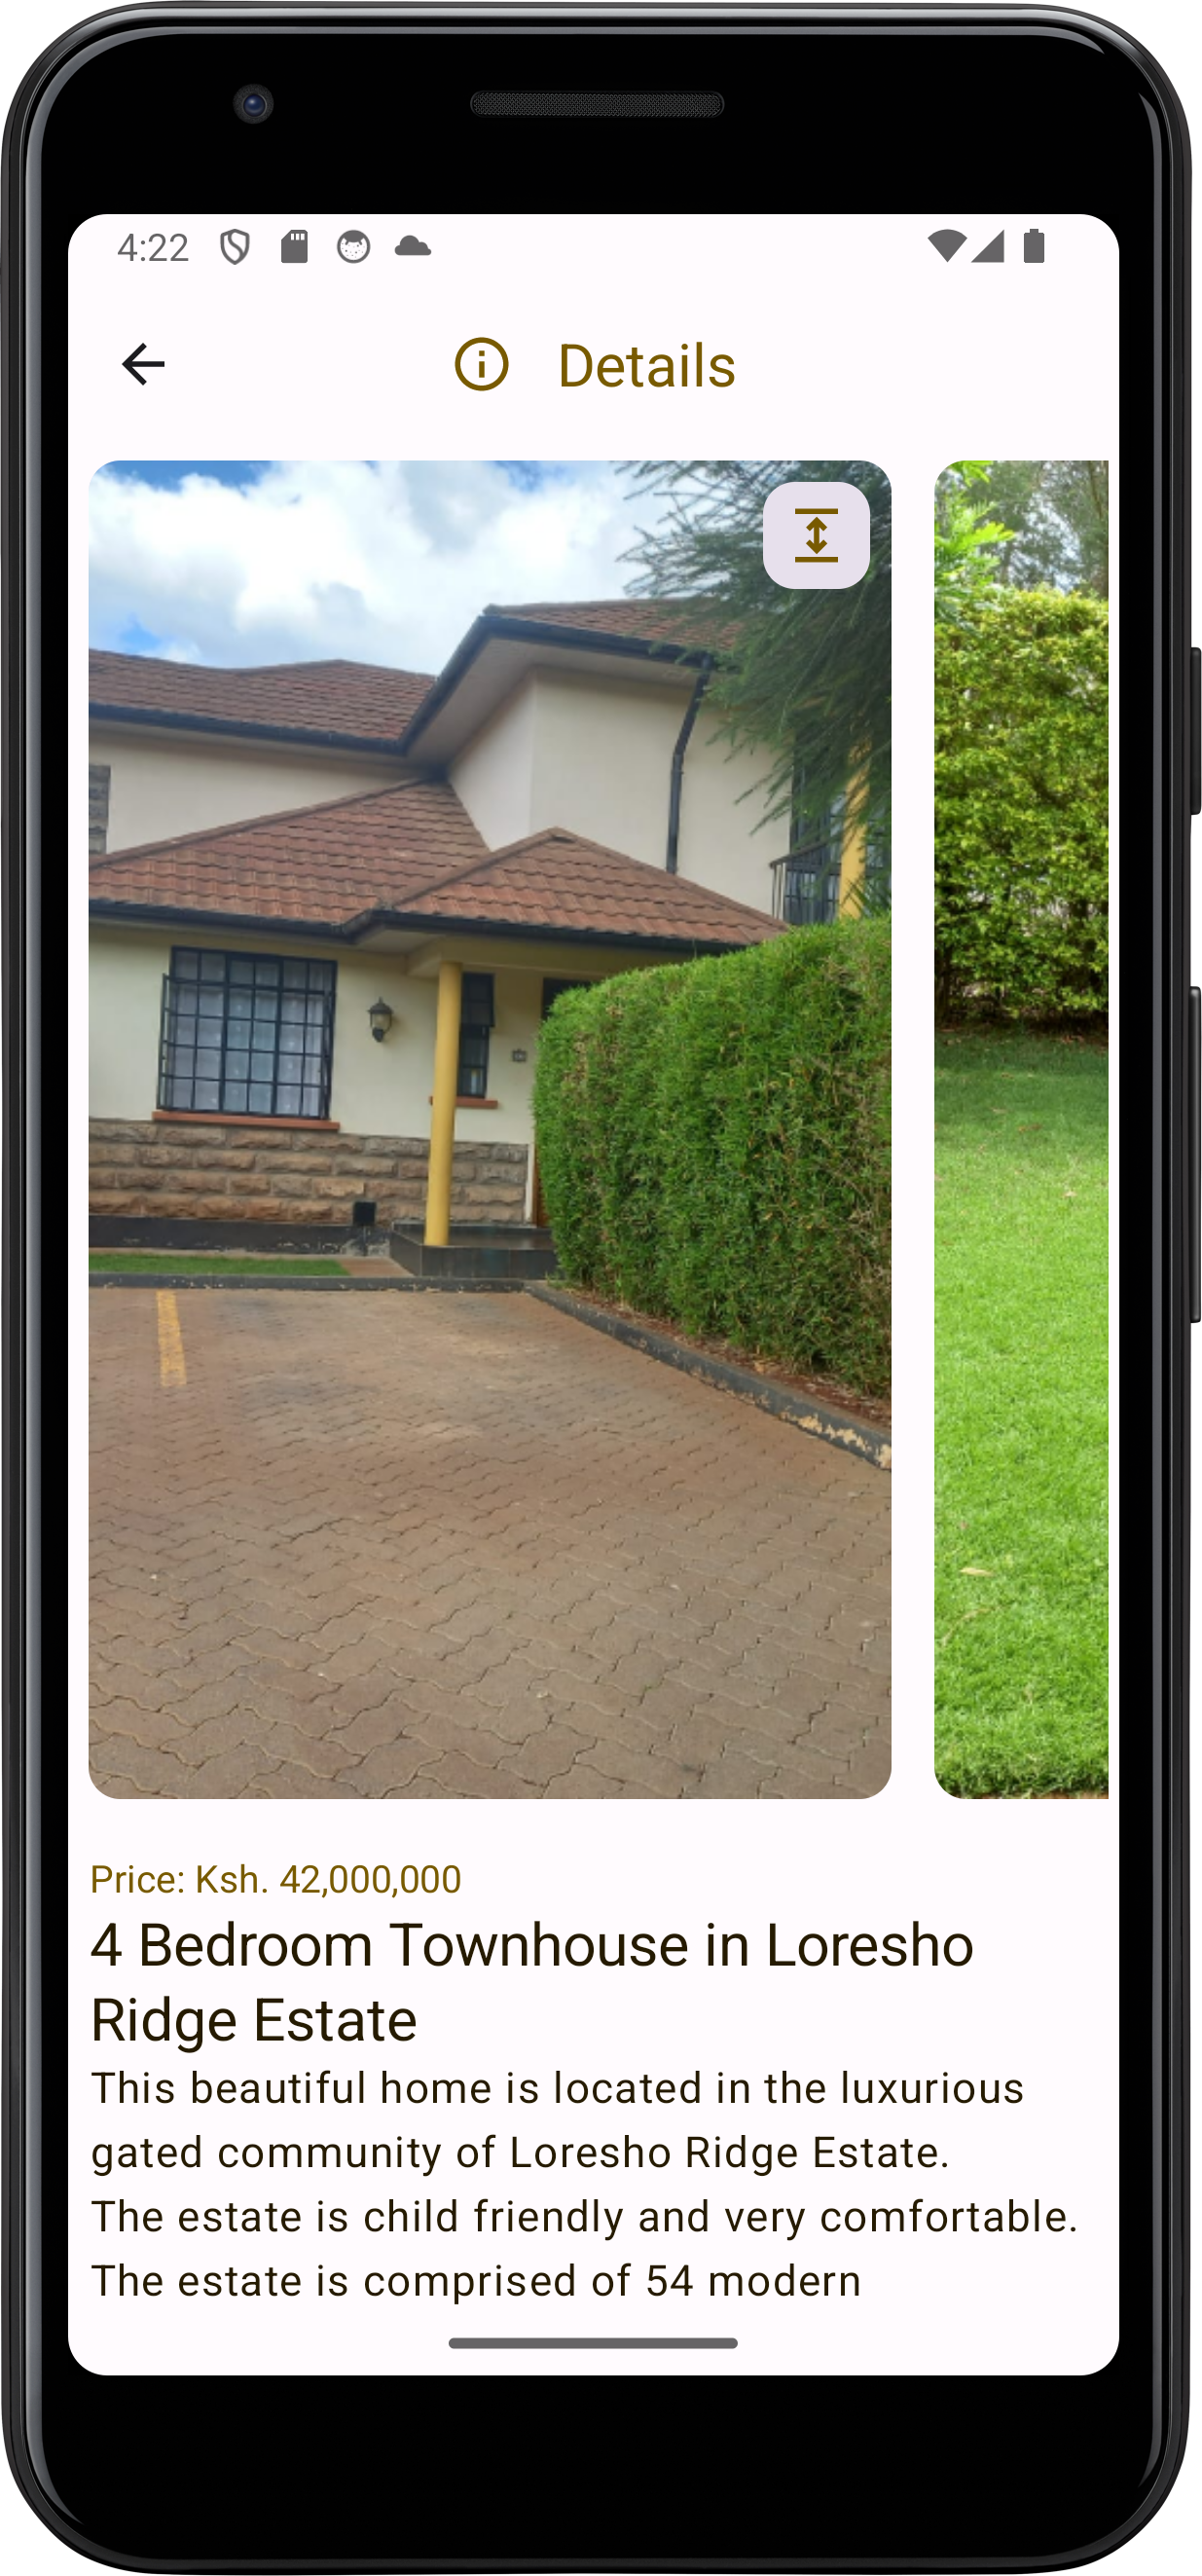 4:22
Details
Price: Ksh. 42,000,000
4 Bedroom Townhouse in Loresho
Ridge Estate
This beautiful home is located in the luxurious
gated community of Loresho Ridge Estate.
The estate is child friendly and very comfortable.
The estate is comprised of 54 modern